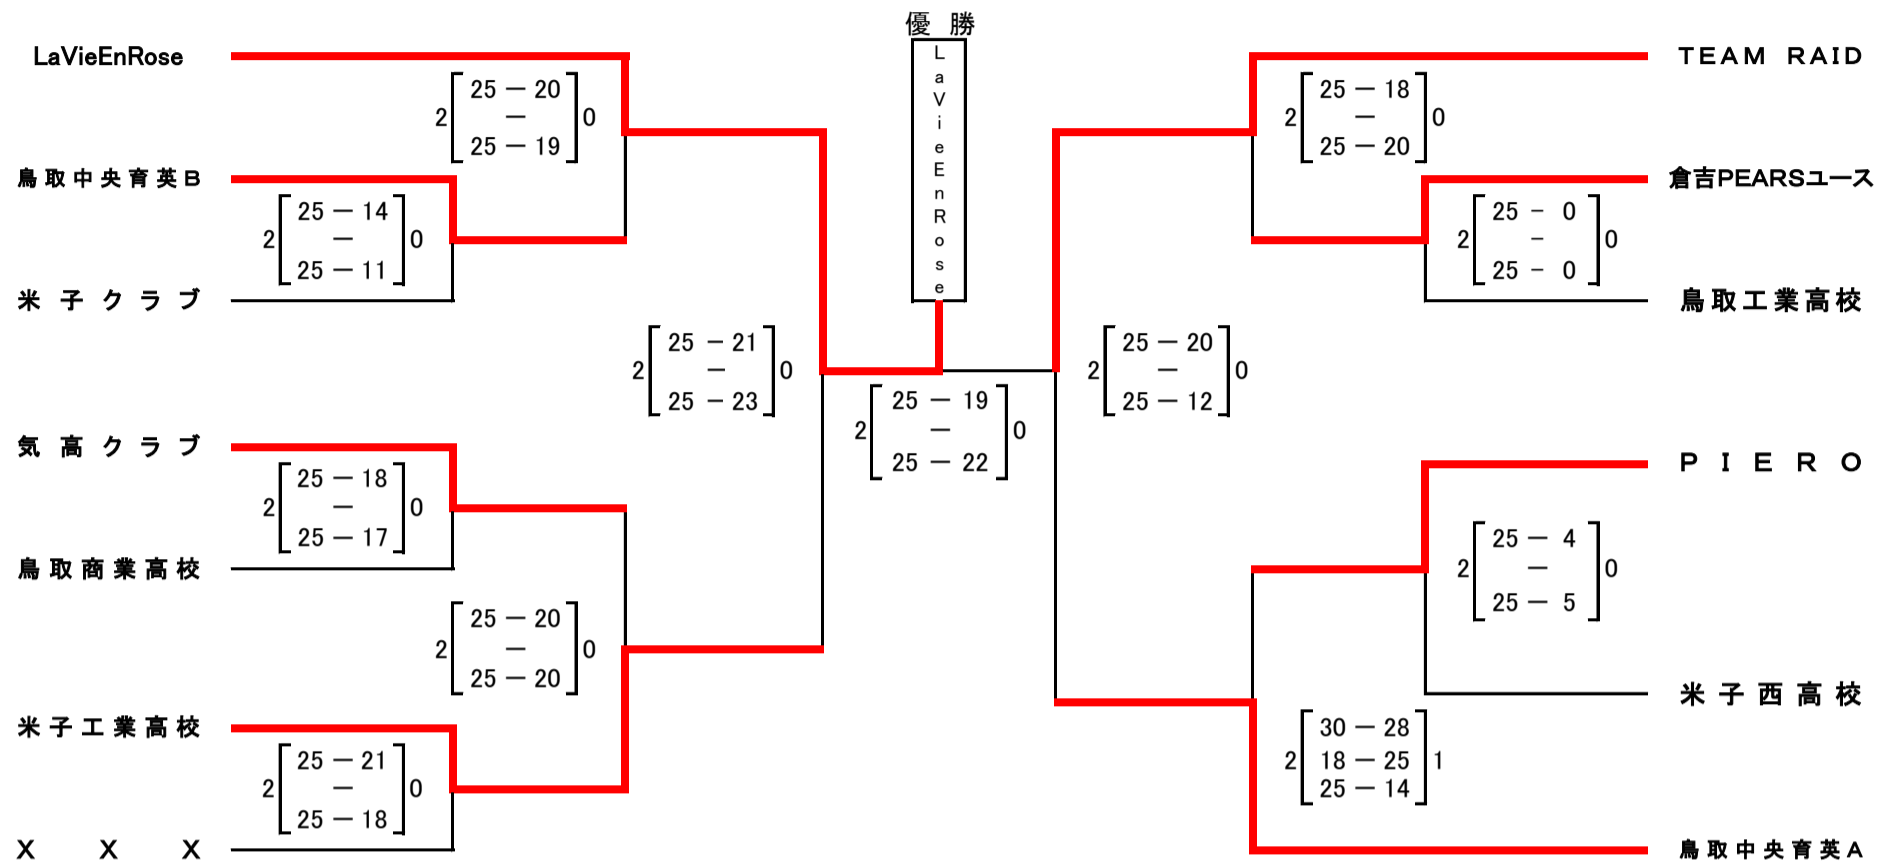 優勝
LaVieEnRose
LaVieEnRose
TEAM RAID
25 － 20
2 － 0
25 － 19
25 － 18
2 － 0
25 － 20
鳥取中央育英B
倉吉PEARSユース
25 － 14
2 － 0
25 － 11
25 － 0
2 － 0
25 － 0
米子クラブ
鳥取工業高校
25 － 21
2 － 0
25 － 23
25 － 20
2 － 0
25 － 12
25 － 19
2 － 0
25 － 22
気高クラブ
ＰＩＥＲＯ
25 － 18
2 － 0
25 － 17
25 － 4
2 － 0
25 － 5
鳥取商業高校
25 － 20
2 － 0
25 － 20
米子西高校
米子工業高校
30 － 28
2 18 － 25 1
25 － 14
25 － 21
2 － 0
25 － 18
X X X
鳥取中央育英A